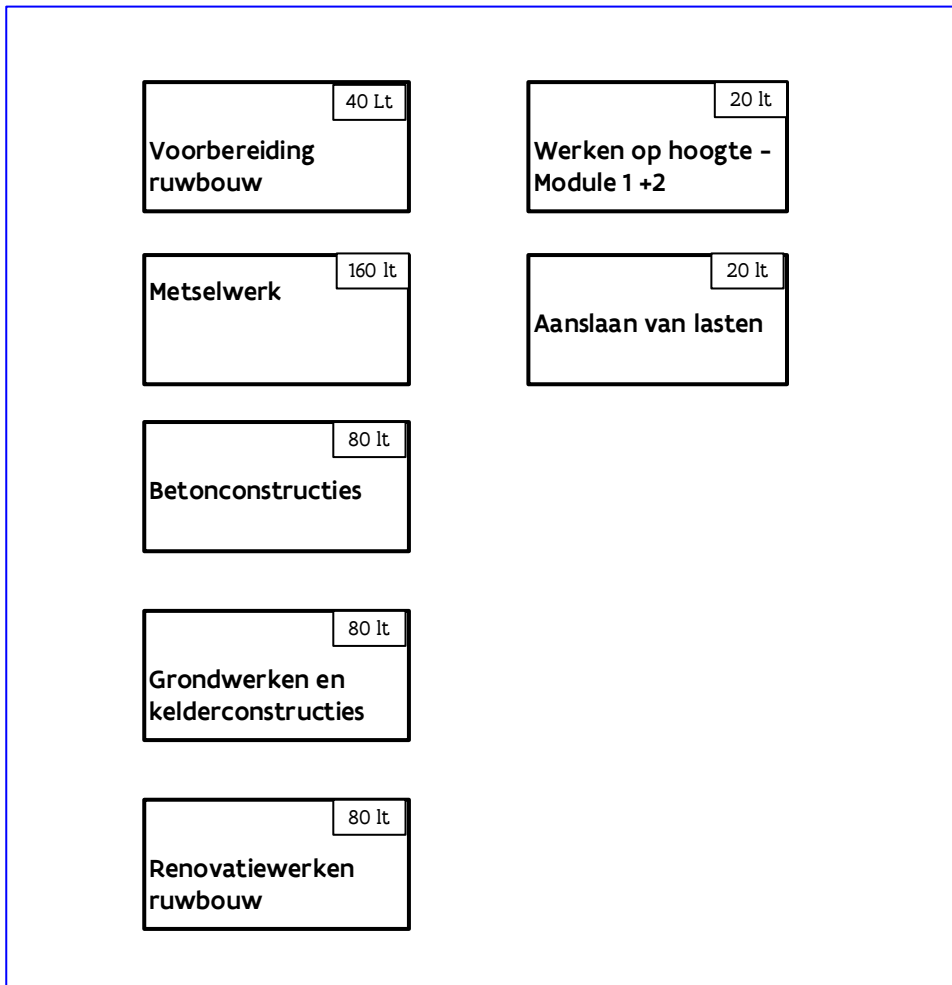 40 Lt
Voorbereiding
ruwbouw
20 lt
Werken op hoogte -
Module 1 +2
160 lt
Metselwerk
20 lt
Aanslaan van lasten
80 lt
Betonconstructies
80 lt
Grondwerken en
kelderconstructies
80 lt
Renovatiewerken
ruwbouw